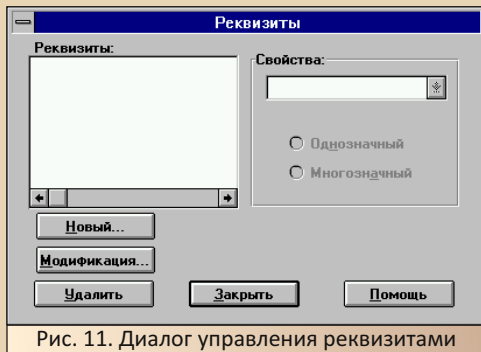 Реквизиты
Реквизиты:
Свойства:
Однозначный
Многозначный
Новый...
Модификация...
Удалить
Закрыть
Помощь
Рис. 11. Диалог управления реквизитами